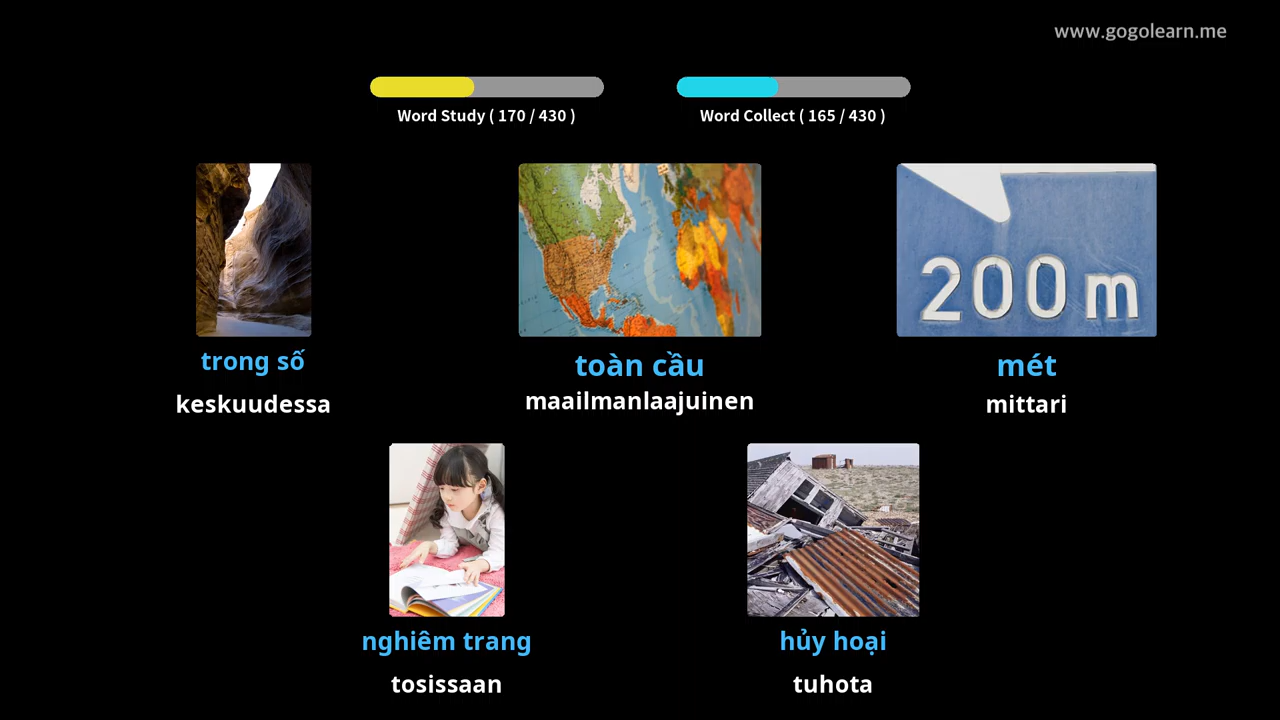 www.gogolearn.me
Word Study ( 170 / 430 )
Word Collect ( 165 / 430 )
200m
trong số
toàn cầu
mét
keskuudessa
maailmanlaajuinen
mittari
nghiêm trang
hủy hoại
tosissaan
tuhota